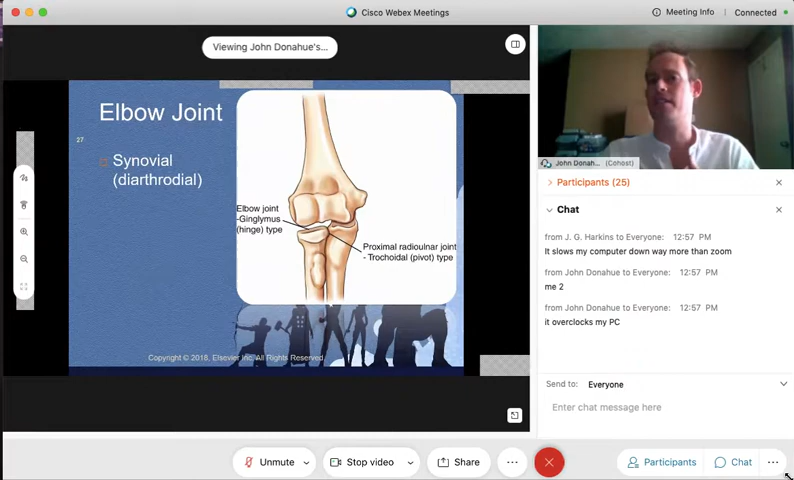 Cisco Webex Meetings
Meeting Info
Connected
Viewing John Donahue's...
Elbow Joint
27
Synovial
(diarthrodial)
Elbow joint
-Ginglymus
(hinge) type
Proximal radioulnar joint
- Trochoidal (pivot) type
Copyright © 2018, Elsevier Inc. All Rights Reserved.
John Donah... (Cohost)
Participants (25)
Chat
from J. G. Harkins to Everyone: 12:57 PM
It slows my computer down way more than zoom
from John Donahue to Everyone: 12:57 PM
me 2
from John Donahue to Everyone: 12:57 PM
it overclocks my PC
Send to: Everyone
Enter chat message here
Unmute
Stop video
Share
Participants
Chat